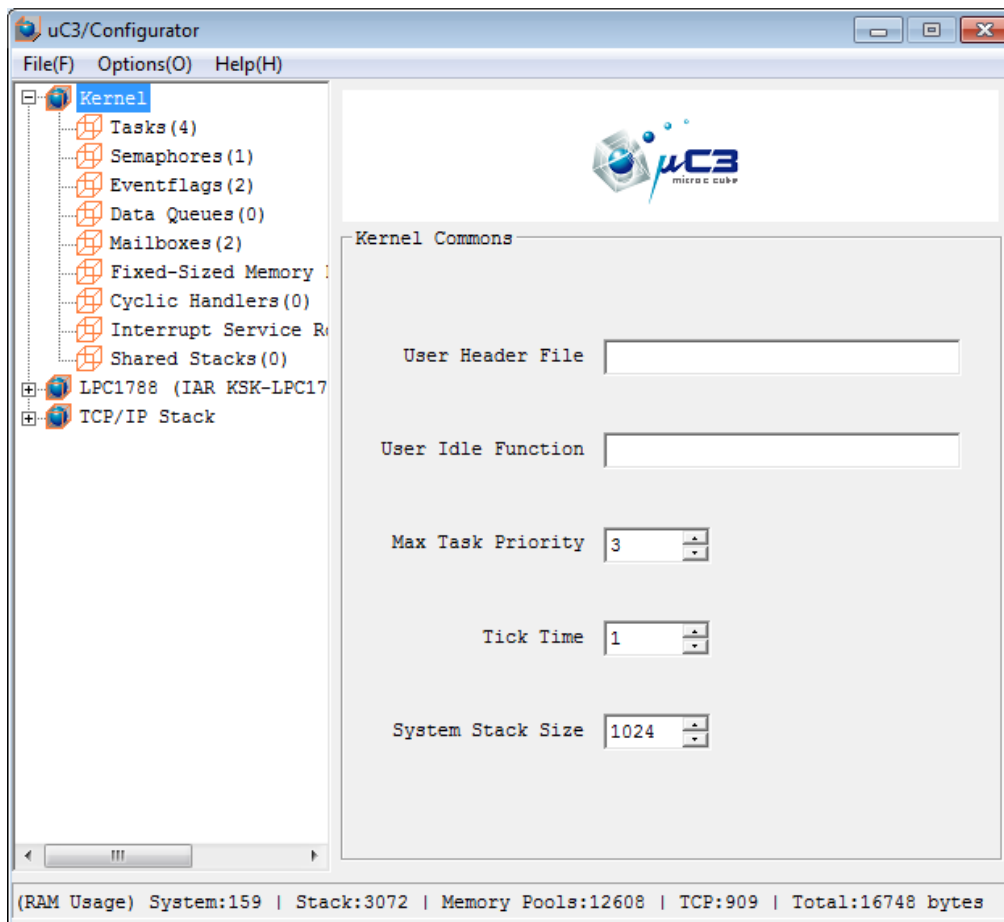 uC3/Configurator
File(F) Options(O) Help(H)
Kernel
Tasks(4)
Semaphores(1)
Eventflags(2)
Data Queues(0)
Mailboxes(2)
Fixed-Sized Memory
Cyclic Handlers(0)
Interrupt Service R
Shared Stacks(0)
LPC1788 (IAR KSK-LPC17
TCP/IP Stack
µC3
micro c cube
Kernel Commons
User Header File
User Idle Function
Max Task Priority 3
Tick Time 1
System Stack Size 1024
(RAM Usage) System:159 | Stack:3072 | Memory Pools:12608 | TCP:909 | Total:16748 bytes